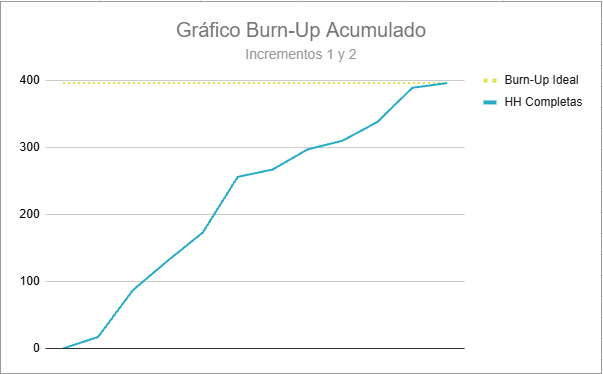 Gráfico Burn-Up Acumulado
Incrementos 1 y 2
400
300
200
100
0
Burn-Up Ideal
HH Completas